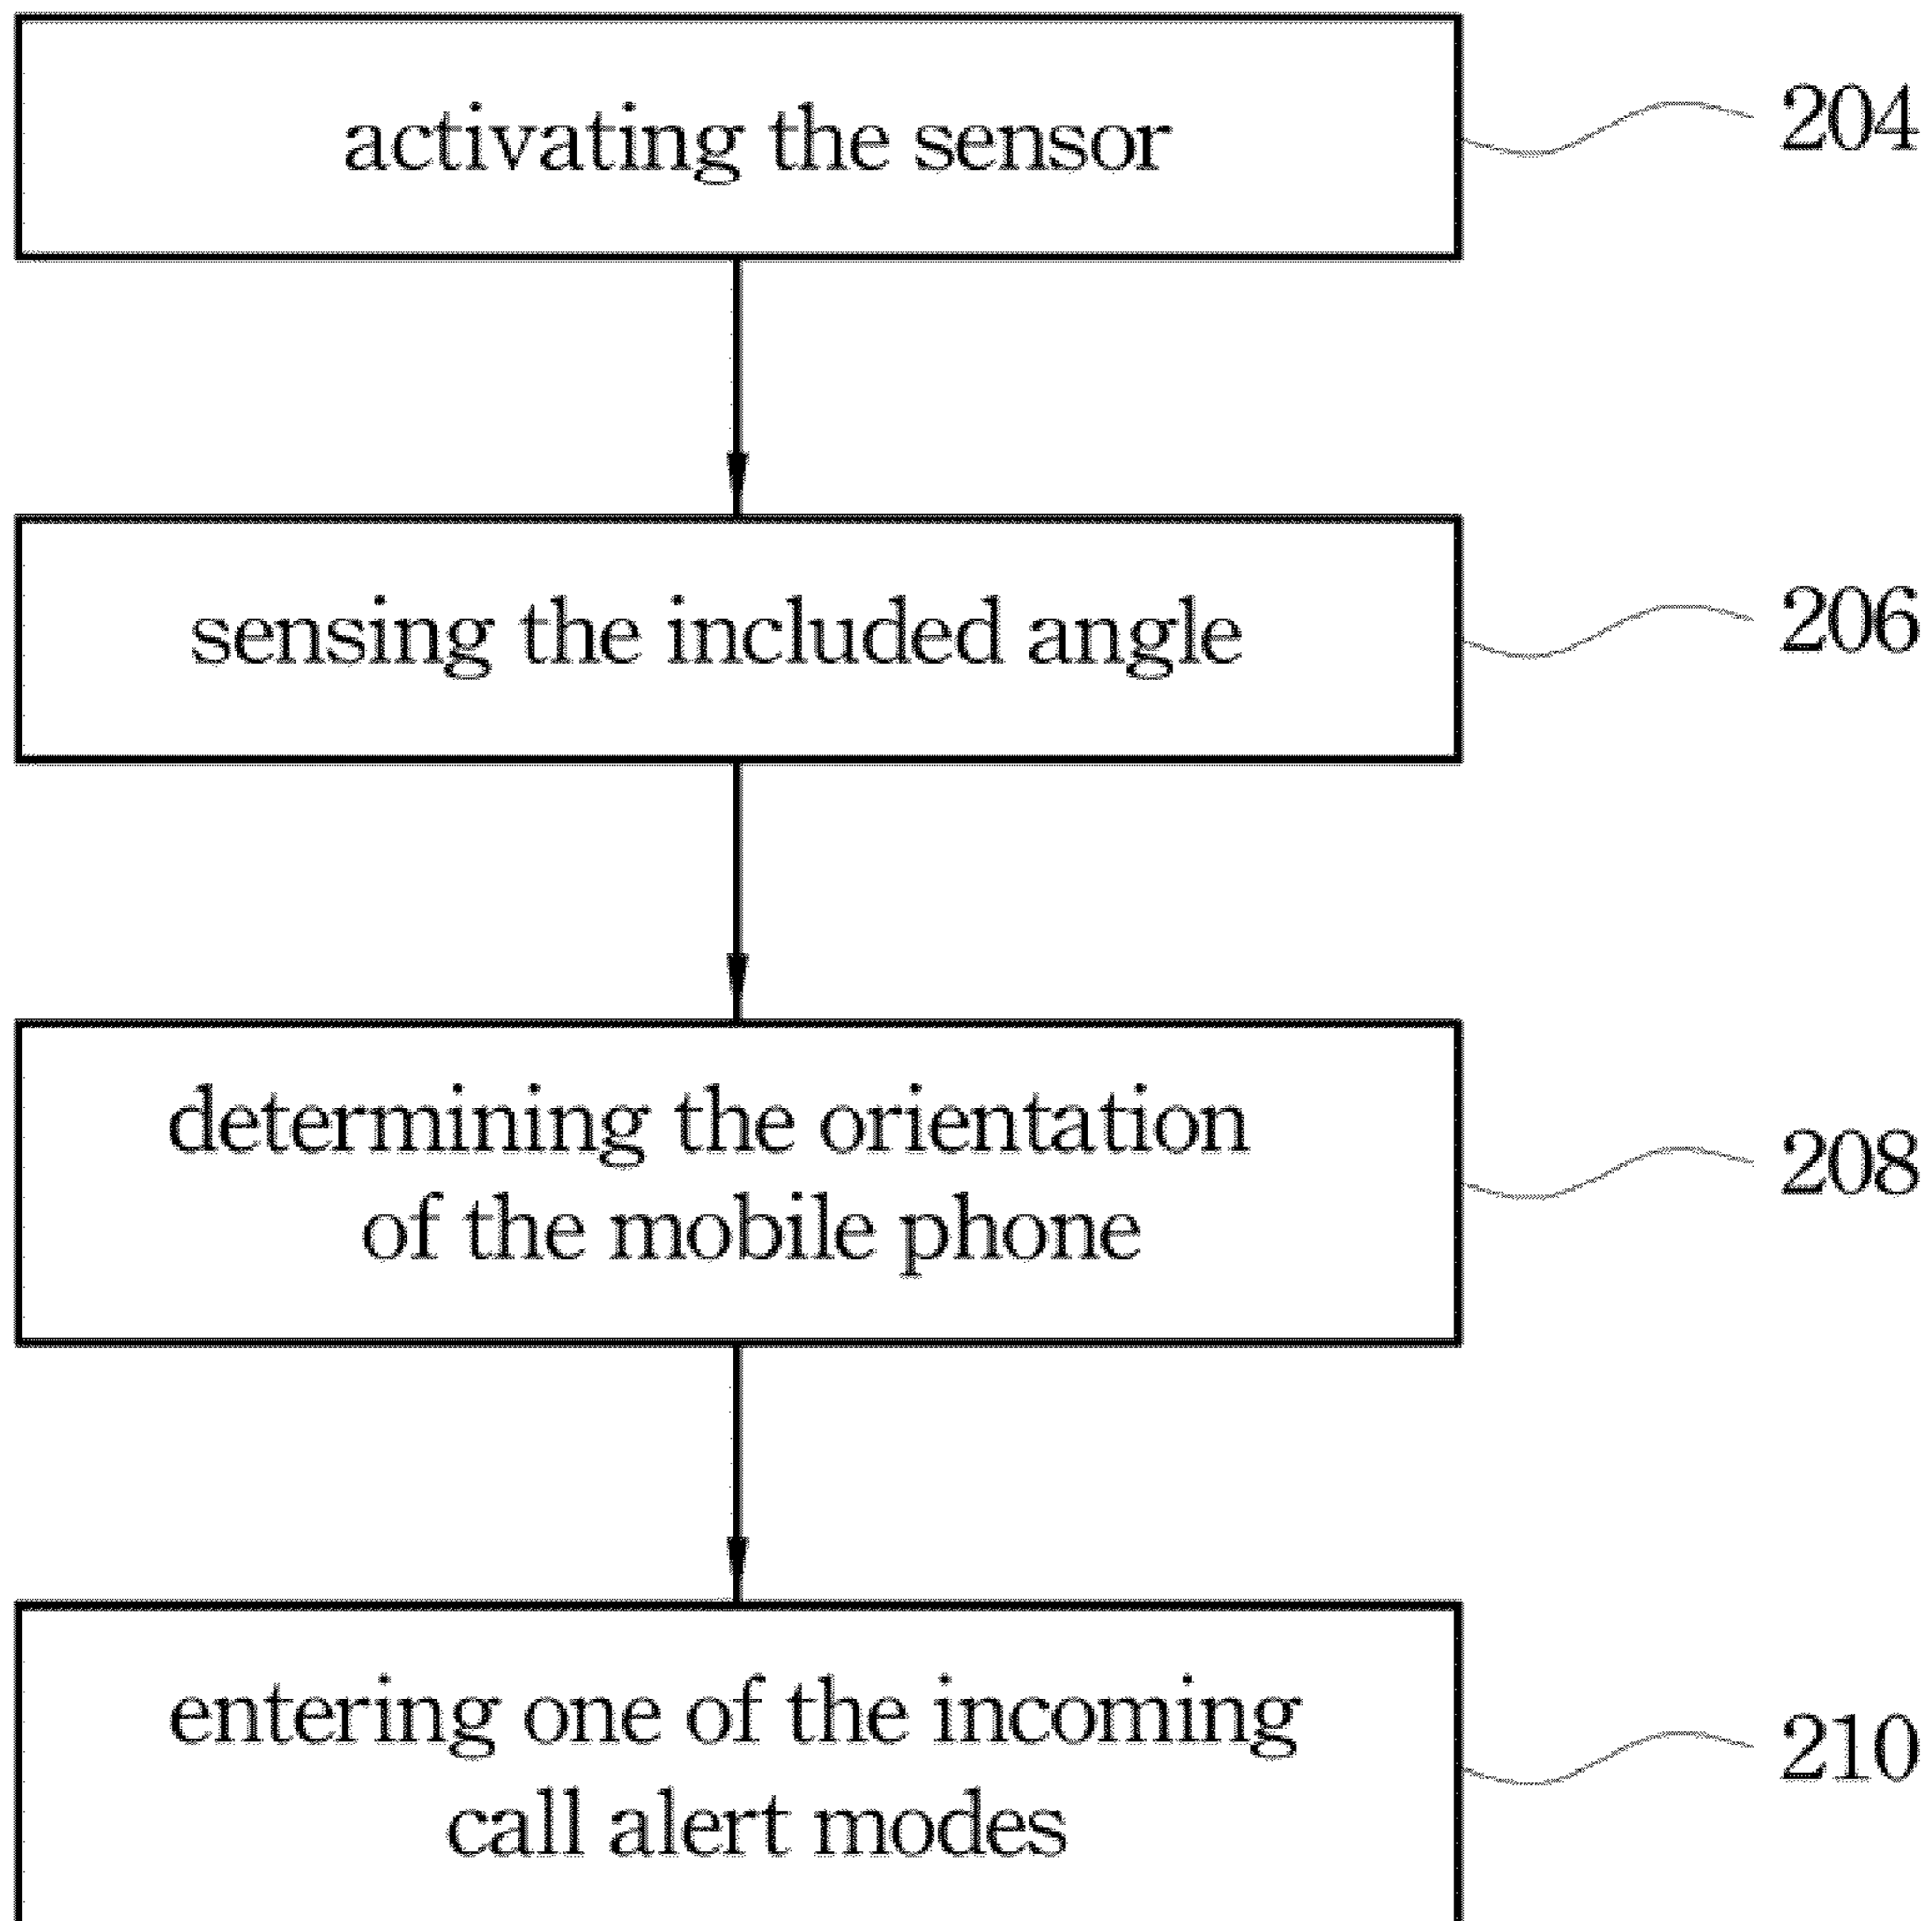 activating the sensor
204
sensing the included angle
206
determining the orientation
of the mobile phone
208
entering one of the incoming
call alert modes
210